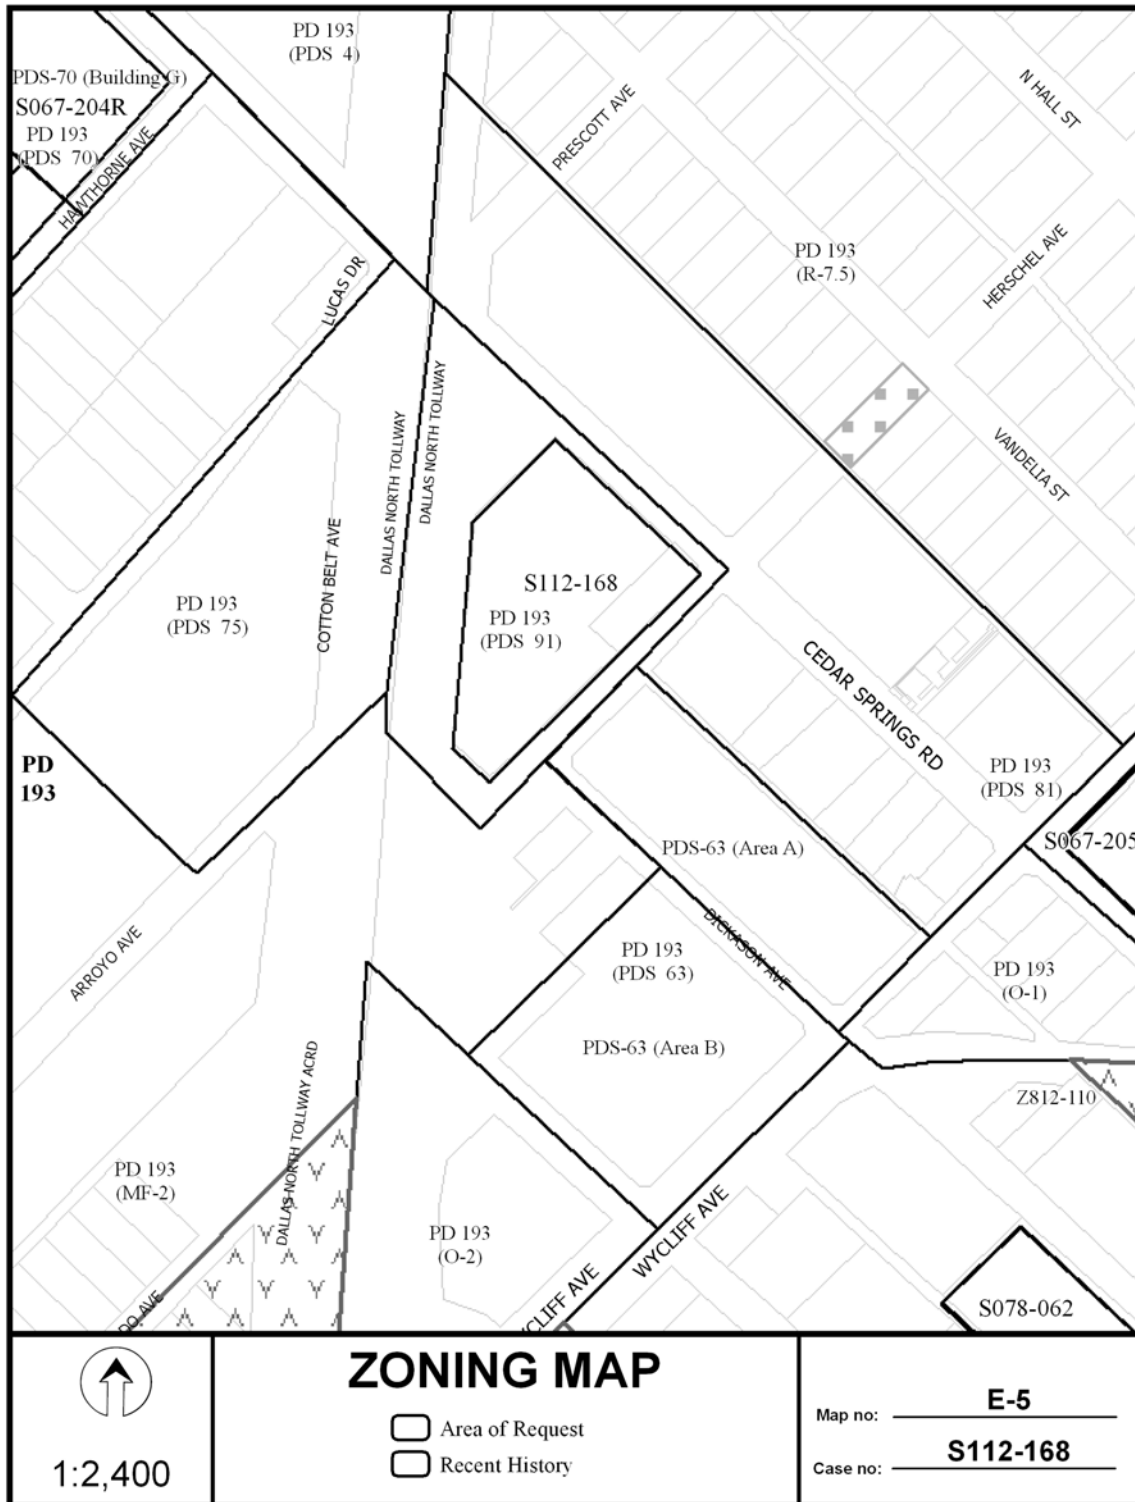 PD 193
(PDS 4)
PDS-70 (Building G)
S067-204R
PD 193
(PDS 70)
HAWTHORNE AVE
N HALL ST
PRESCOTT AVE
PD 193
(R-7.5)
HERSCHEL AVE
LUCAS DR
DALLAS NORTH TOLLWAY
DALLAS NORTH TOLLWAY
VANDELIA ST
COTTON BELT AVE
S112-168
PD 193
(PDS 91)
PD 193
(PDS 75)
CEDAR SPRINGS RD
PD
193
PD 193
(PDS 81)
S067-205
PDS-63 (Area A)
DICKASON AVE
PD 193
(PDS 63)
ARROYO AVE
PD 193
(O-1)
PDS-63 (Area B)
DALLAS NORTH TOLLWAY ACRD
Z812-110
PD 193
(MF-2)
PD 193
(O-2)
WYCLIFF AVE
YCLIFF AVE
DO AVE
S078-062
ZONING MAP
Area of Request
Recent History
1:2,400
Map no: E-5
Case no: S112-168